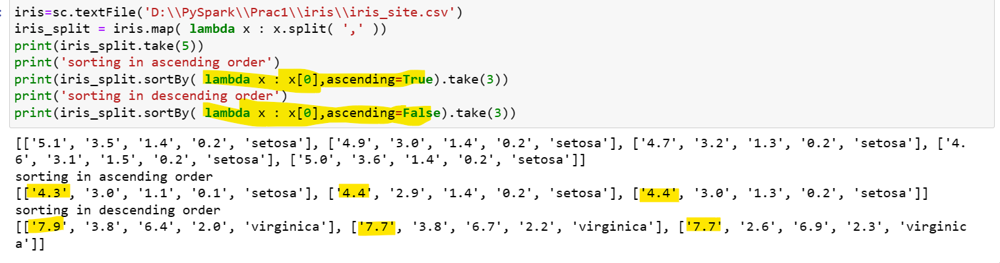 iris=sc.textFile('D:\\PySpark\\Prac1\\iris\\iris_site.csv')
iris_split = iris.map( lambda x : x.split( ',' ))
print(iris_split.take(5))
print('sorting in ascending order')
print(iris_split.sortBy( lambda x : x[0],ascending=True).take(3))
print('sorting in descending order')
print(iris_split.sortBy( lambda x : x[0],ascending=False).take(3))
[['5.1', '3.5', '1.4', '0.2', 'setosa'], ['4.9', '3.0', '1.4', '0.2', 'setosa'], ['4.7', '3.2', '1.3', '0.2', 'setosa'], ['4.
6', '3.1', '1.5', '0.2', 'setosa'], ['5.0', '3.6', '1.4', '0.2', 'setosa']]
sorting in ascending order
[['4.3', '3.0', '1.1', '0.1', 'setosa'], ['4.4', '2.9', '1.4', '0.2', 'setosa'], ['4.4', '3.0', '1.3', '0.2', 'setosa']]
sorting in descending order
[['7.9', '3.8', '6.4', '2.0', 'virginica'], ['7.7', '3.8', '6.7', '2.2', 'virginica'], ['7.7', '2.6', '6.9', '2.3', 'virginic
a']]